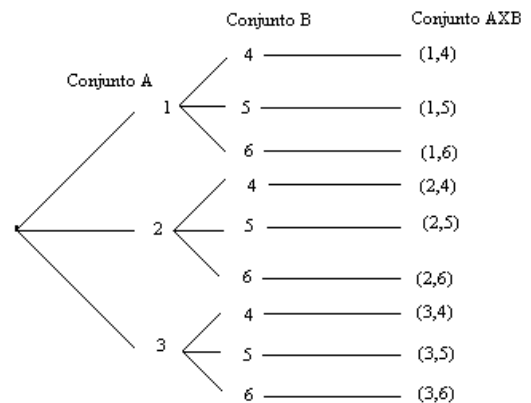 Conjunto B Conjunto AXB
4 (1,4)
Conjunto A
1 5 (1,5)
6 (1,6)
4 (2,4)
2 5 (2,5)
6 (2,6)
4 (3,4)
3 5 (3,5)
6 (3,6)